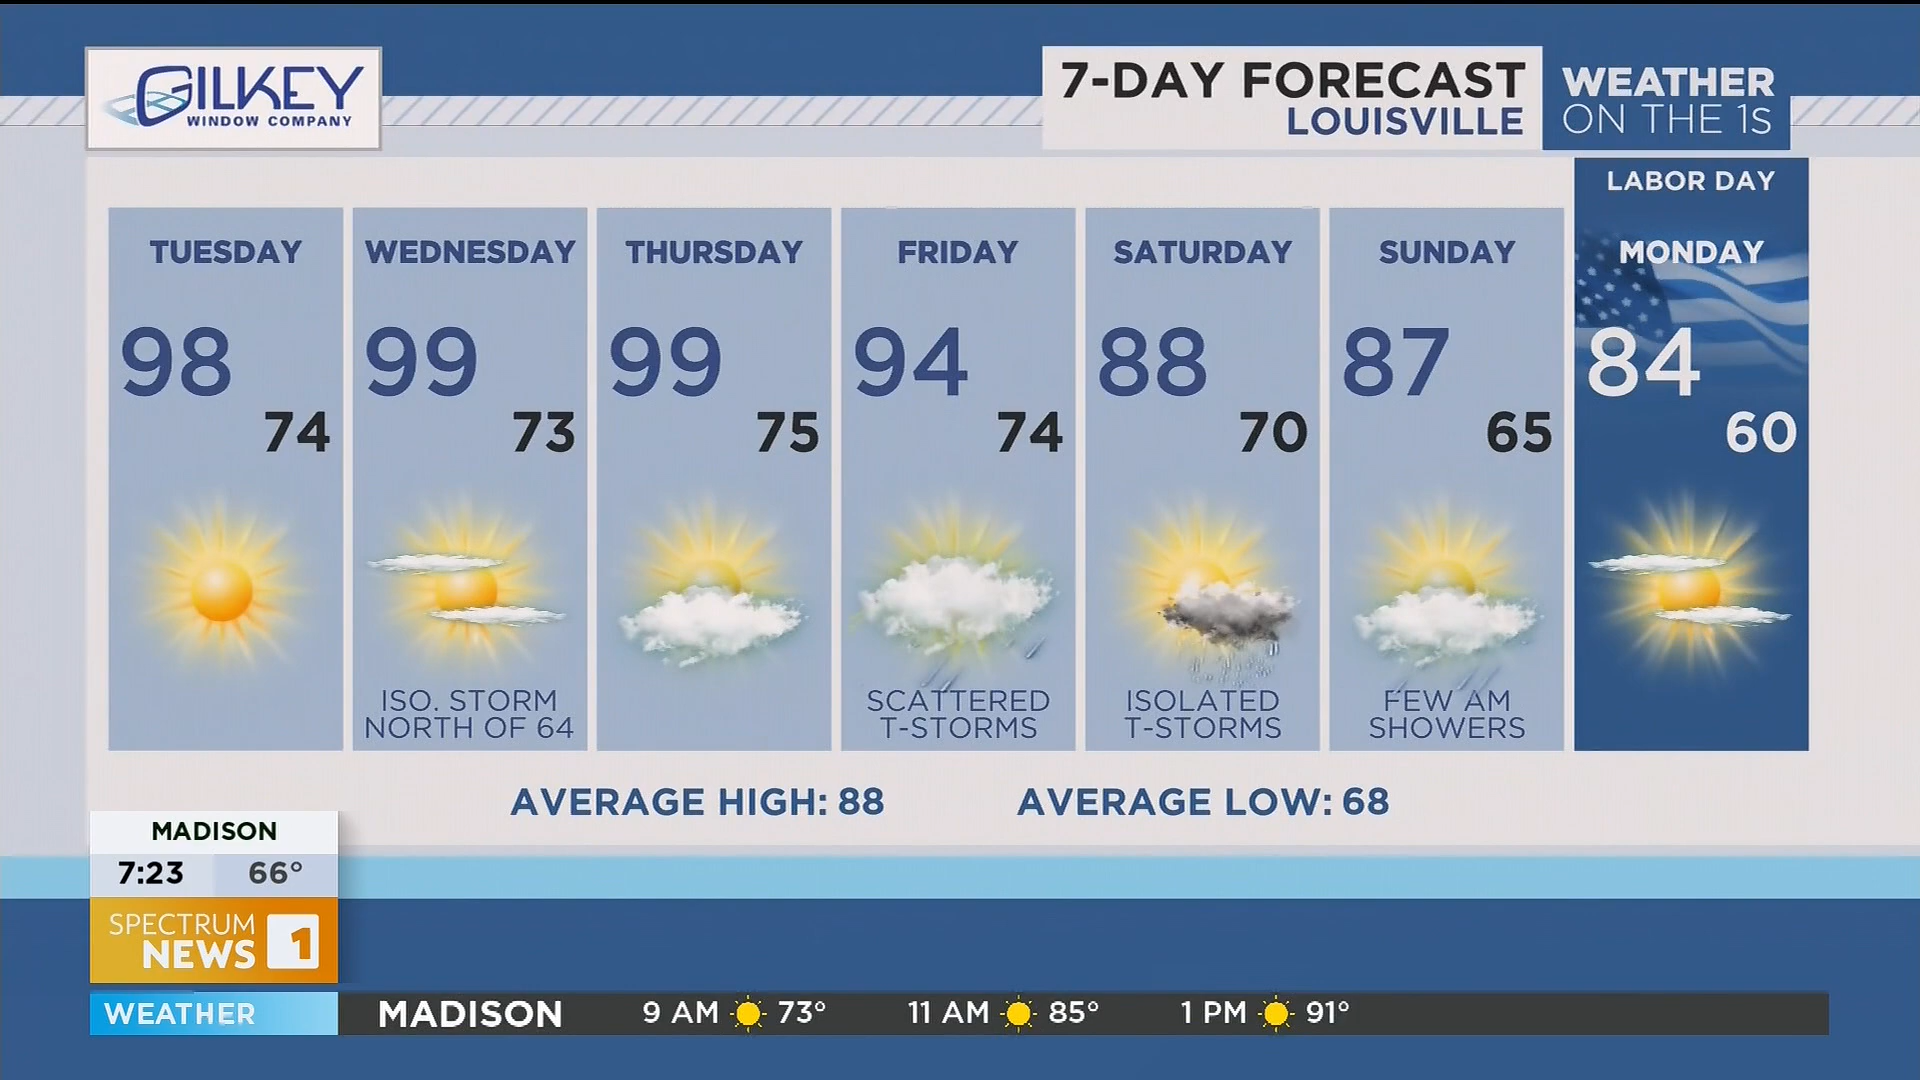 GILKEY
WINDOW COMPANY
7-DAY FORECAST
LOUISVILLE
WEATHER
ON THE 1S
LABOR DAY
TUESDAY
98
74
WEDNESDAY
99
73
ISO. STORM
NORTH OF 64
THURSDAY
99
75
FRIDAY
94
74
SCATTERED
T-STORMS
SATURDAY
88
70
ISOLATED
T-STORMS
SUNDAY
87
65
FEW AM
SHOWERS
MONDAY
84
60
AVERAGE HIGH: 88 AVERAGE LOW: 68
MADISON
7:23 66°
SPECTRUM
NEWS 1
WEATHER MADISON 9 AM 73° 11 AM 85° 1 PM 91°